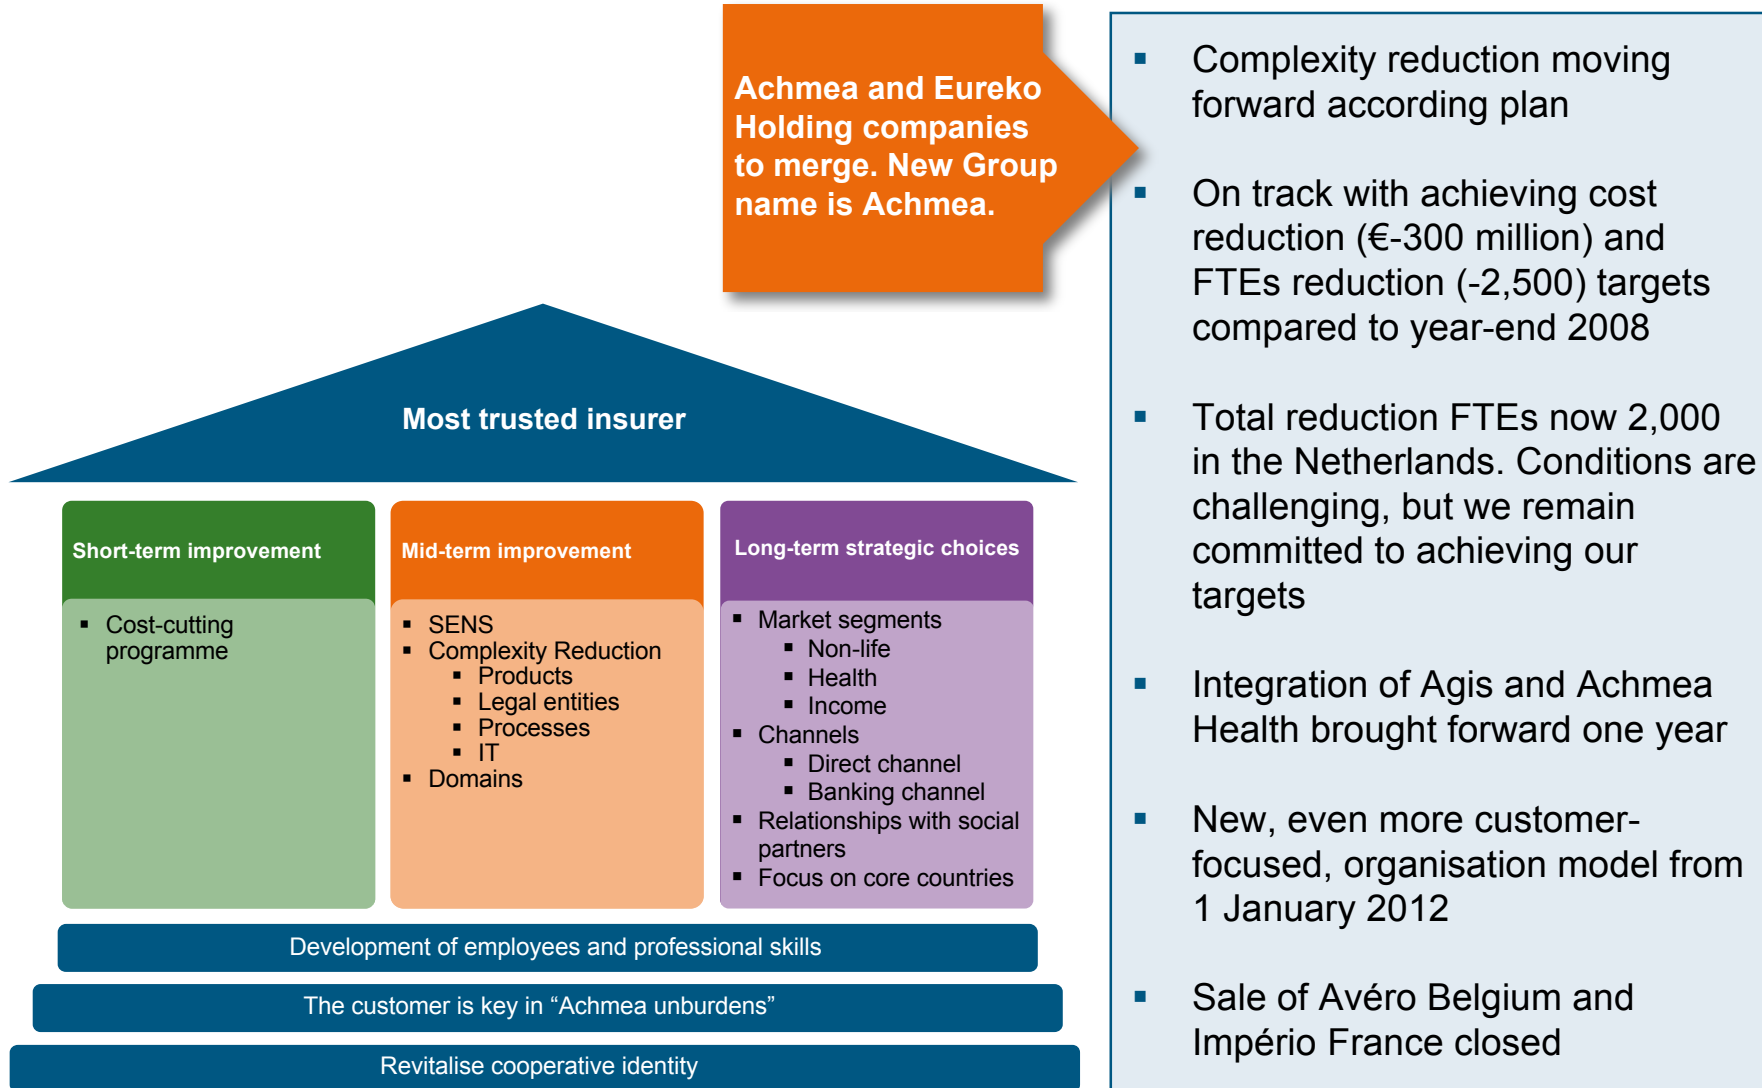 Achmea and Eureko
Holding companies
to merge. New Group
name is Achmea.
Most trusted insurer
Short-term improvement
▪ Cost-cutting
programme
Mid-term improvement
▪ SENS
▪ Complexity Reduction
▪ Products
▪ Legal entities
▪ Processes
▪ IT
▪ Domains
Long-term strategic choices
▪ Market segments
▪ Non-life
▪ Health
▪ Income
▪ Channels
▪ Direct channel
▪ Banking channel
▪ Relationships with social
partners
▪ Focus on core countries
Development of employees and professional skills
The customer is key in “Achmea unburdens”
Revitalise cooperative identity
▪ Complexity reduction moving
forward according plan
▪ On track with achieving cost
reduction (€-300 million) and
FTEs reduction (-2,500) targets
compared to year-end 2008
▪ Total reduction FTEs now 2,000
in the Netherlands. Conditions are
challenging, but we remain
committed to achieving our
targets
▪ Integration of Agis and Achmea
Health brought forward one year
▪ New, even more customer-
focused, organisation model from
1 January 2012
▪ Sale of Avéro Belgium and
Império France closed